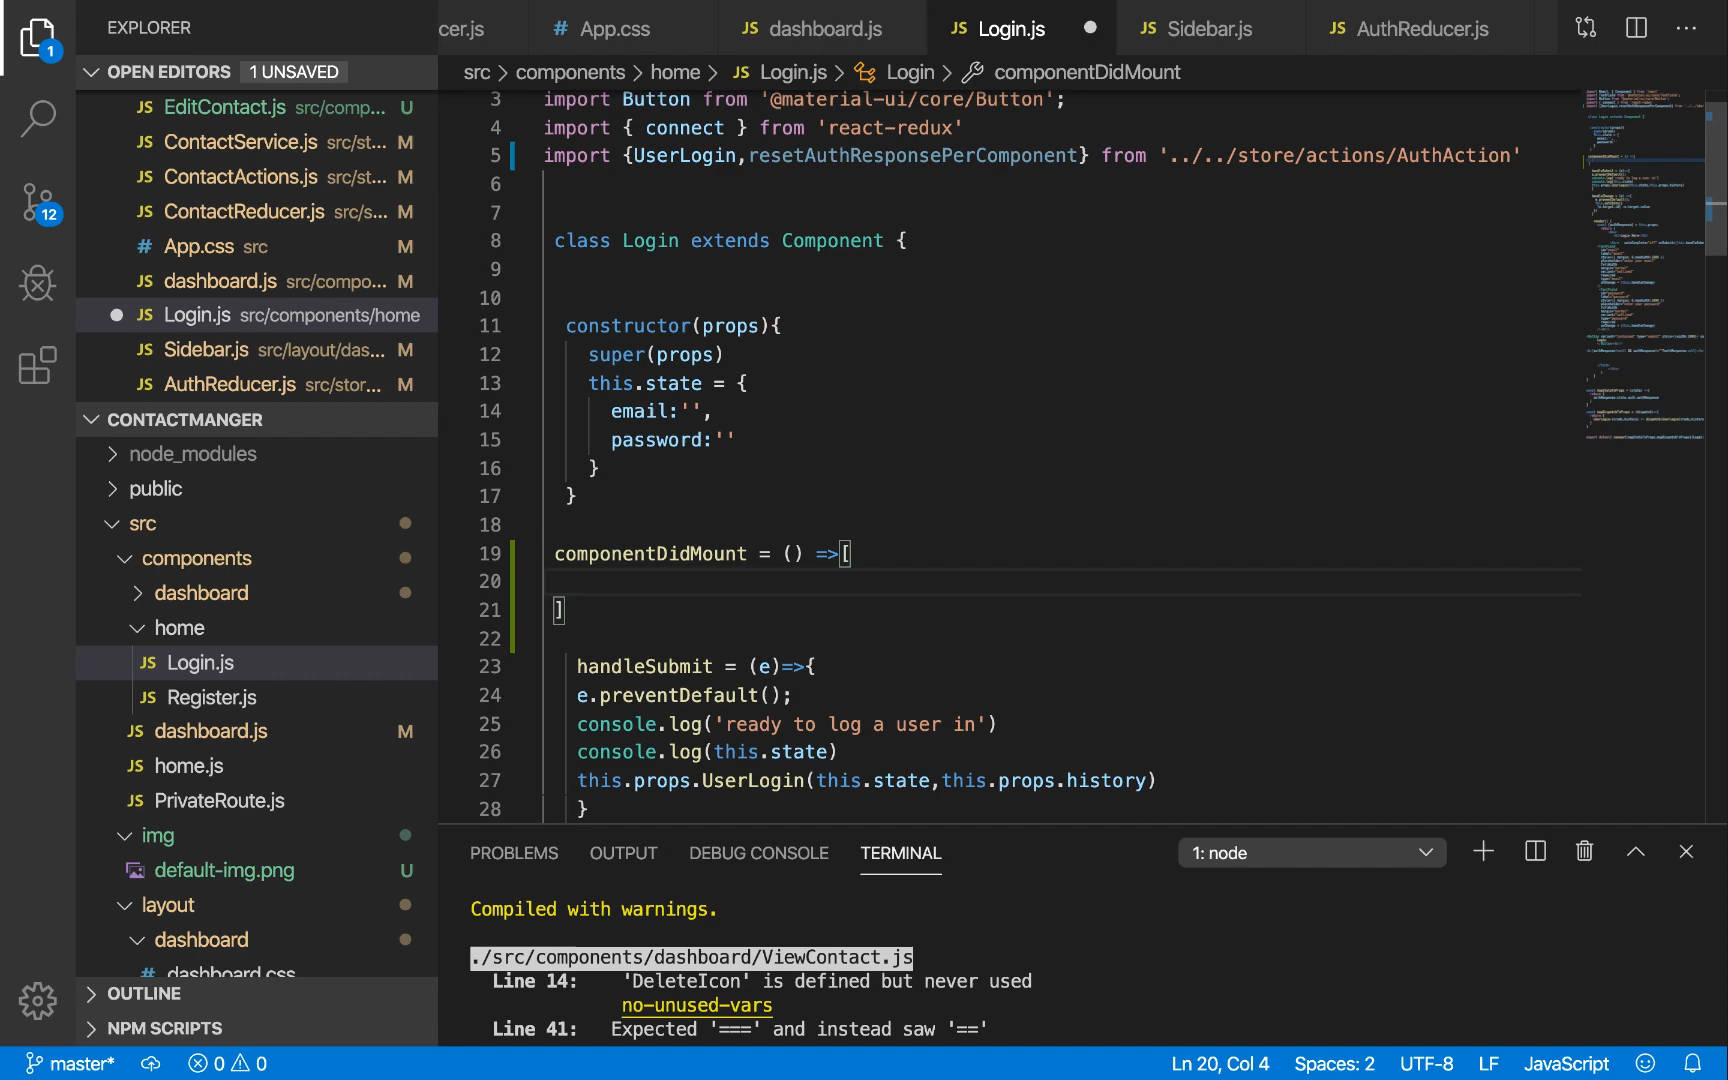 EXPLORER
1
OPEN EDITORS 1 UNSAVED
JS EditContact.js src/comp... U
JS ContactService.js src/st... M
JS ContactActions.js src/st... M
JS ContactReducer.js src/s... M
# App.css src M
JS dashboard.js src/compo... M
JS Login.js src/components/home
JS Sidebar.js src/layout/das... M
JS AuthReducer.js src/stor... M
12
CONTACTMANGER
node_modules
public
src
components
dashboard
home
JS Login.js
JS Register.js
JS dashboard.js M
JS home.js
JS PrivateRoute.js
img
default-img.png U
layout
dashboard
# dashboard.css
OUTLINE
NPM SCRIPTS
cer.js # App.css JS dashboard.js JS Login.js JS Sidebar.js JS AuthReducer.js
src > components > home > JS Login.js > Login > componentDidMount
3 import Button from '@material-ui/core/Button';
4 import { connect } from 'react-redux'
5 import {UserLogin,resetAuthResponsePerComponent} from '../../store/actions/AuthAction'
6
7
8 class Login extends Component {
9
10
11 constructor(props){
12 super(props)
13 this.state = {
14 email:'',
15 password:''
16 }
17 }
18
19 componentDidMount = () =>[
20
21 ]
22
23 handleSubmit = (e)=>{
24 e.preventDefault();
25 console.log('ready to log a user in')
26 console.log(this.state)
27 this.props.UserLogin(this.state,this.props.history)
28 }
PROBLEMS OUTPUT DEBUG CONSOLE TERMINAL 1: node
Compiled with warnings.
./src/components/dashboard/ViewContact.js
Line 14: 'DeleteIcon' is defined but never used
no-unused-vars
Line 41: Expected '===' and instead saw '=='
master* 0 0 Ln 20, Col 4 Spaces: 2 UTF-8 LF JavaScript